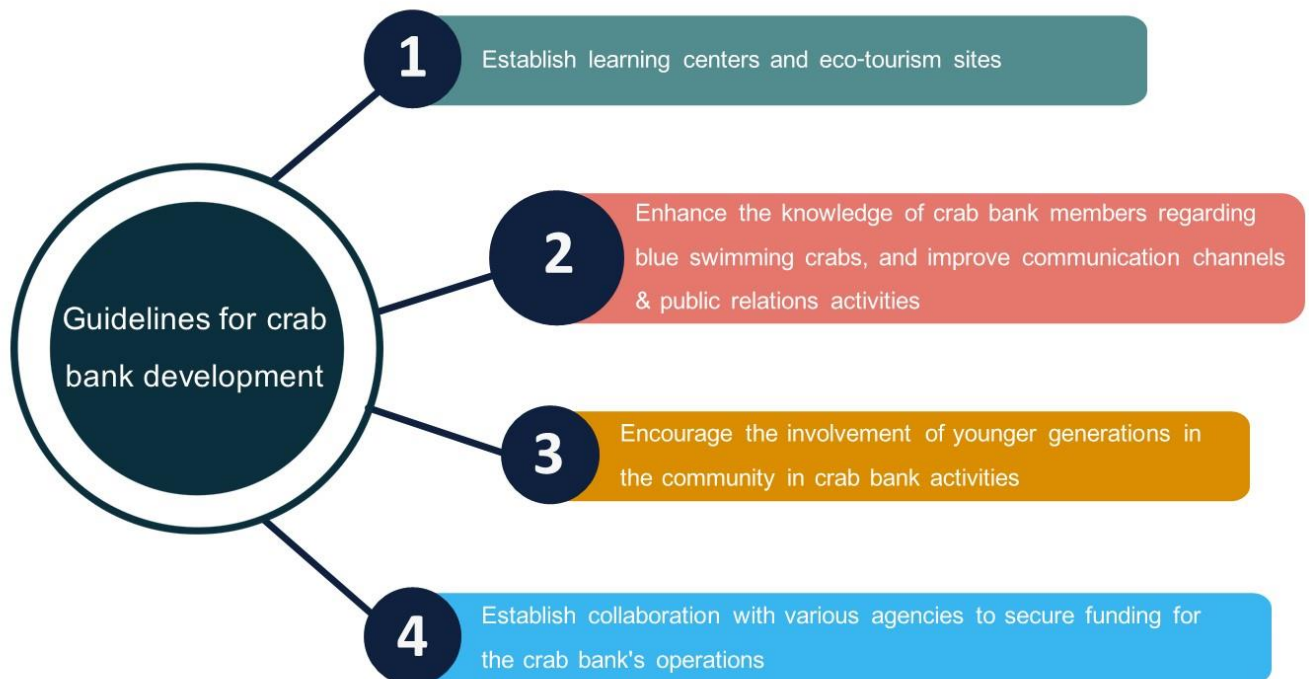 Guidelines for crab
bank development
1
Establish learning centers and eco-tourism sites
2
Enhance the knowledge of crab bank members regarding
blue swimming crabs, and improve communication channels
& public relations activities
3
Encourage the involvement of younger generations in
the community in crab bank activities
4
Establish collaboration with various agencies to secure funding for
the crab bank's operations